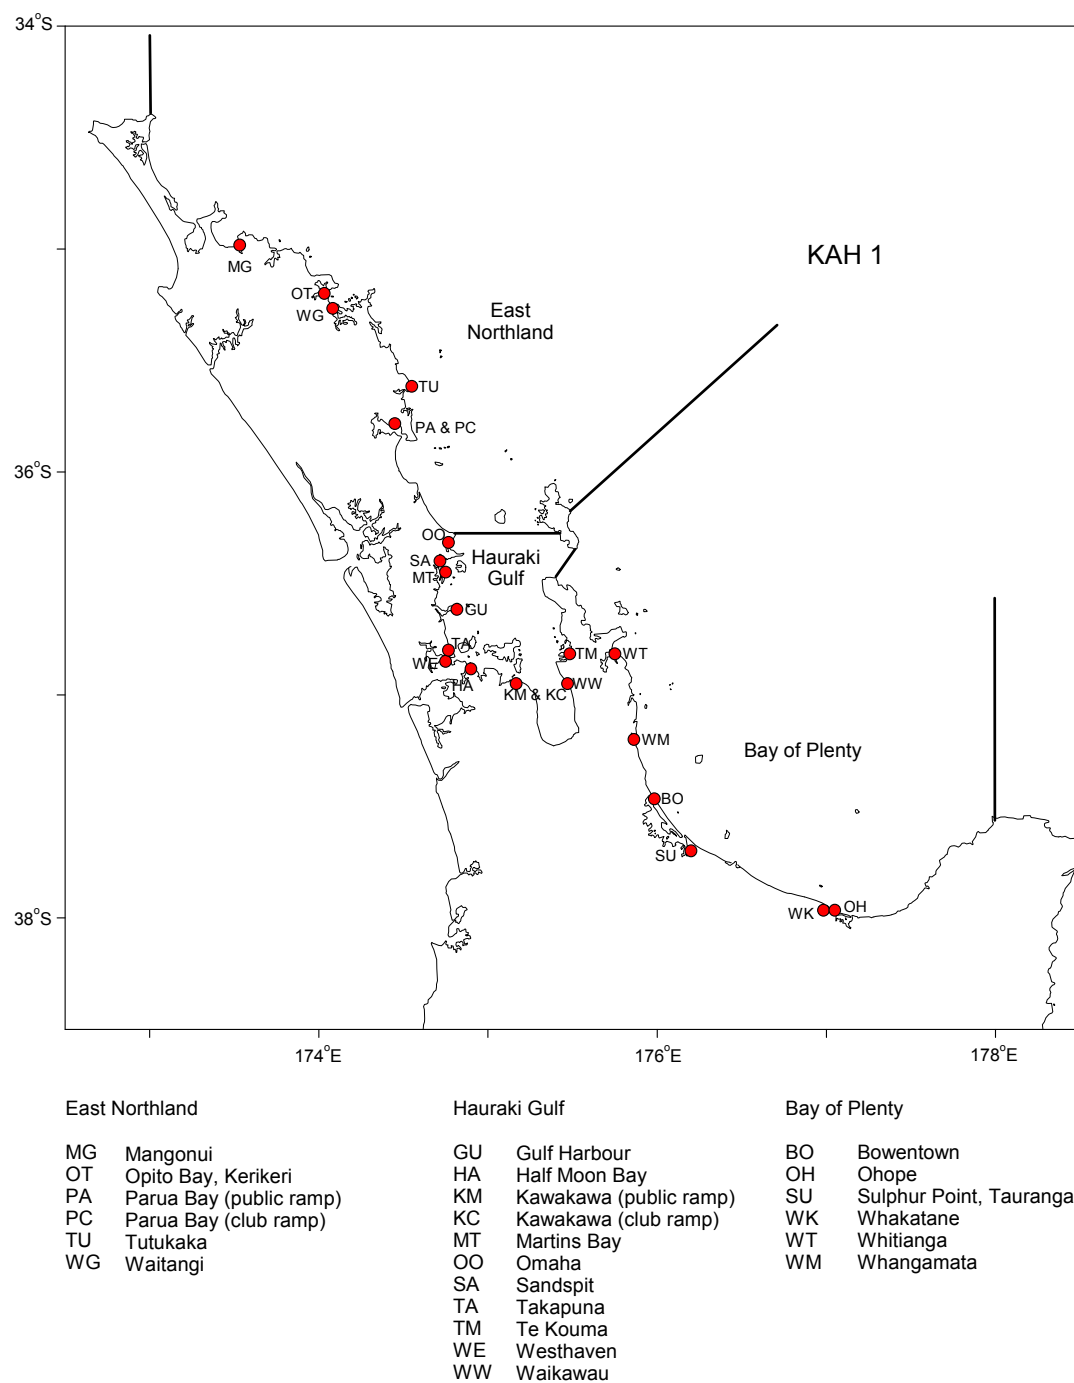 34°S
KAH 1
MG
OT
WG
East
Northland
TU
PA & PC
36°S
OO
Hauraki
Gulf
SA
MT
GU
TA
WE
HA
TM
WT
KM & KC
WW
WM
Bay of Plenty
BO
SU
WK
OH
38°S
174°E
176°E
178°E
East Northland
MG Mangonui
OT Opito Bay, Kerikeri
PA Parua Bay (public ramp)
PC Parua Bay (club ramp)
TU Tutukaka
WG Waitangi
Hauraki Gulf
GU Gulf Harbour
HA Half Moon Bay
KM Kawakawa (public ramp)
KC Kawakawa (club ramp)
MT Martins Bay
OO Omaha
SA Sandspit
TA Takapuna
TM Te Kouma
WE Westhaven
WW Waikawau
Bay of Plenty
BO Bowentown
OH Ohope
SU Sulphur Point, Tauranga
WK Whakatane
WT Whitianga
WM Whangamata